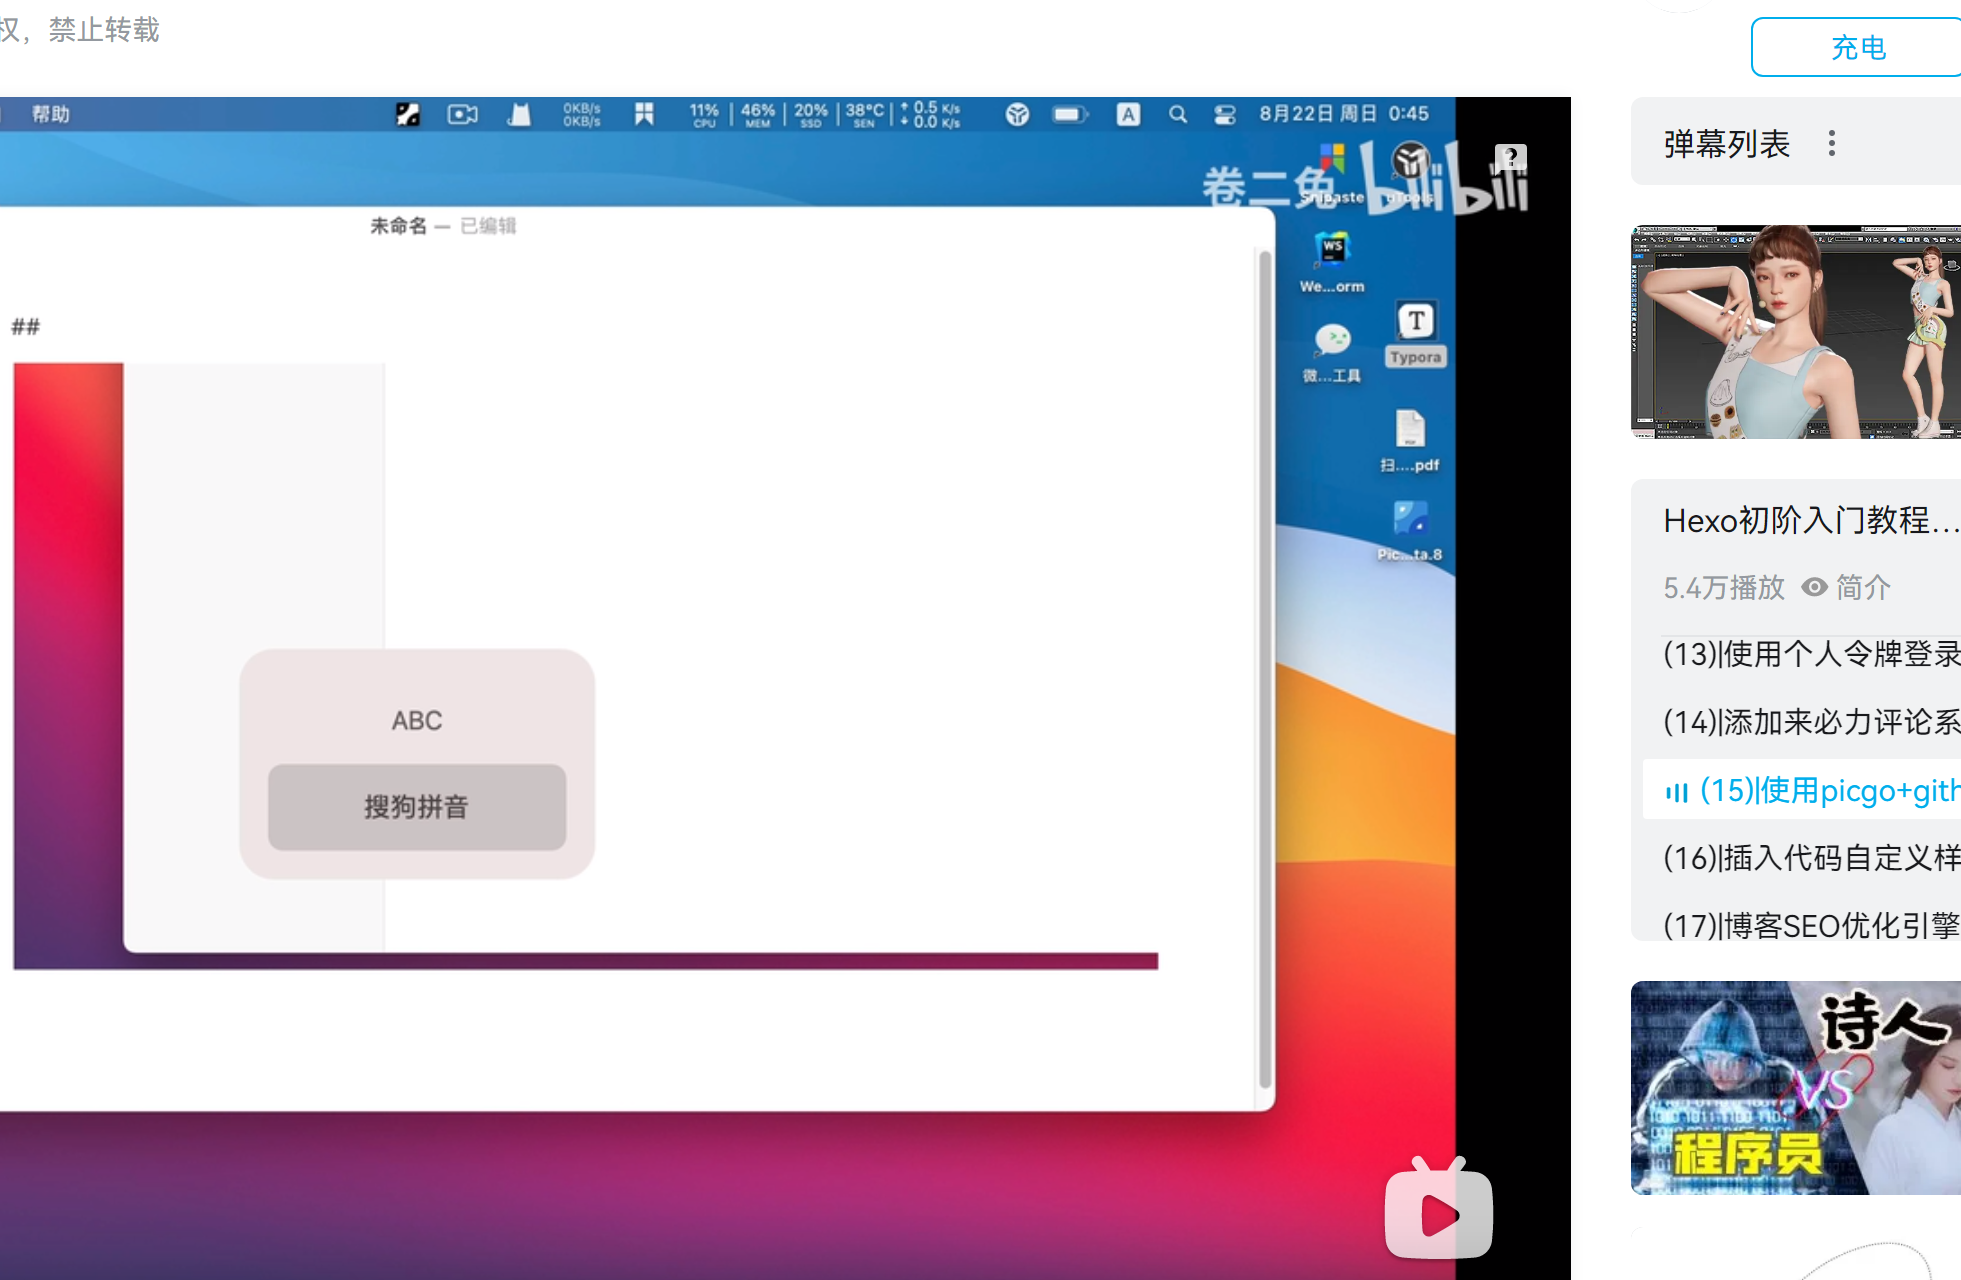 权，禁止转载
充电
帮助
0KB/s
0KB/s
11% CPU
46% MEM
20% SSD
38°C SEN
↑ 0.5 K/s
↓ 0.0 K/s
A
8月22日 周日 0:45
弹幕列表
卷二兔 bilibili
Snipaste
uTools
未命名 — 已编辑
WS
We...orm
##
T
Typora
微...工具
扫....pdf
Pic...ta.8
ABC
搜狗拼音
Hexo初阶入门教程...
5.4万播放 简介
(13)|使用个人令牌登录
(14)|添加来必力评论系
(15)|使用picgo+gith
(16)|插入代码自定义样
(17)|博客SEO优化引擎
诗人
VS
程序员